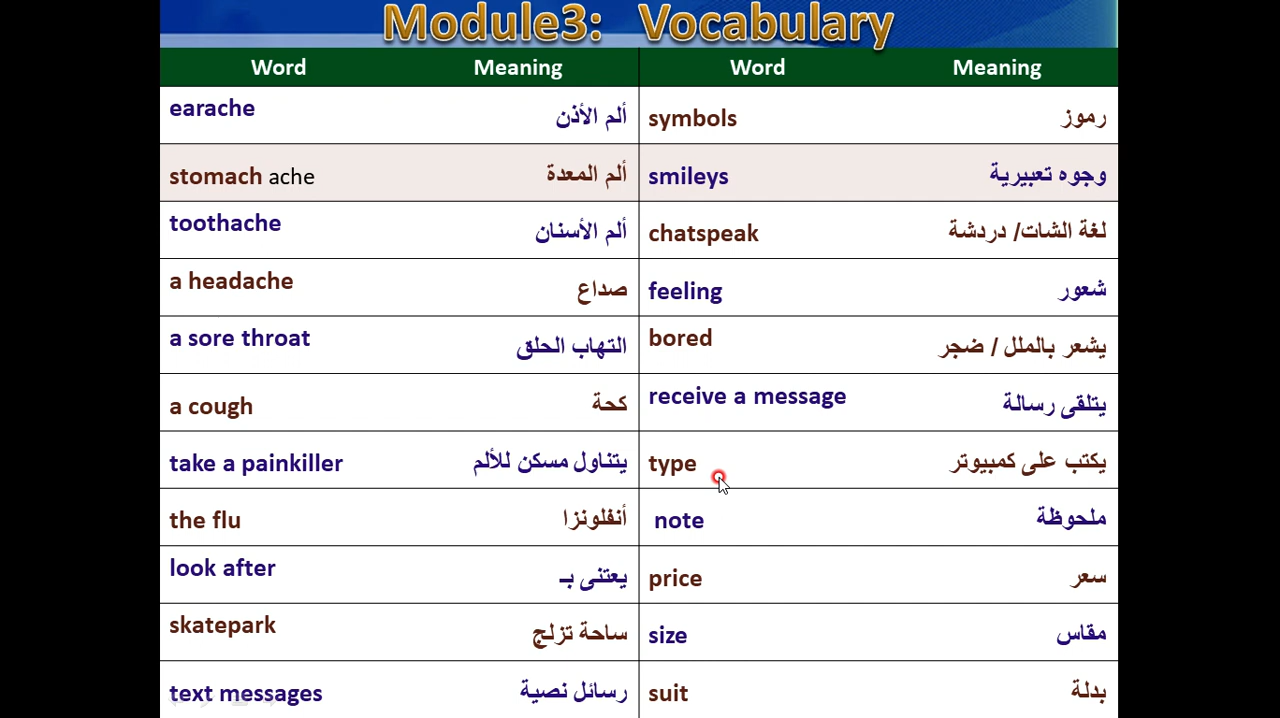 Module3: Vocabulary
Word Meaning Word Meaning
earache ألم الأذن symbols رموز
stomach ache ألم المعدة smileys وجوه تعبيرية
toothache ألم الأسنان chatspeak لغة الشات/ دردشة
a headache صداع feeling شعور
a sore throat التهاب الحلق bored يشعر بالملل / ضجر
a cough كحة receive a message يتلقى رسالة
take a painkiller يتناول مسكن للألم type يكتب على كمبيوتر
the flu أنفلونزا note ملحوظة
look after يعتنى بـ price سعر
skatepark ساحة تزلج size مقاس
text messages رسائل نصية suit بدلة